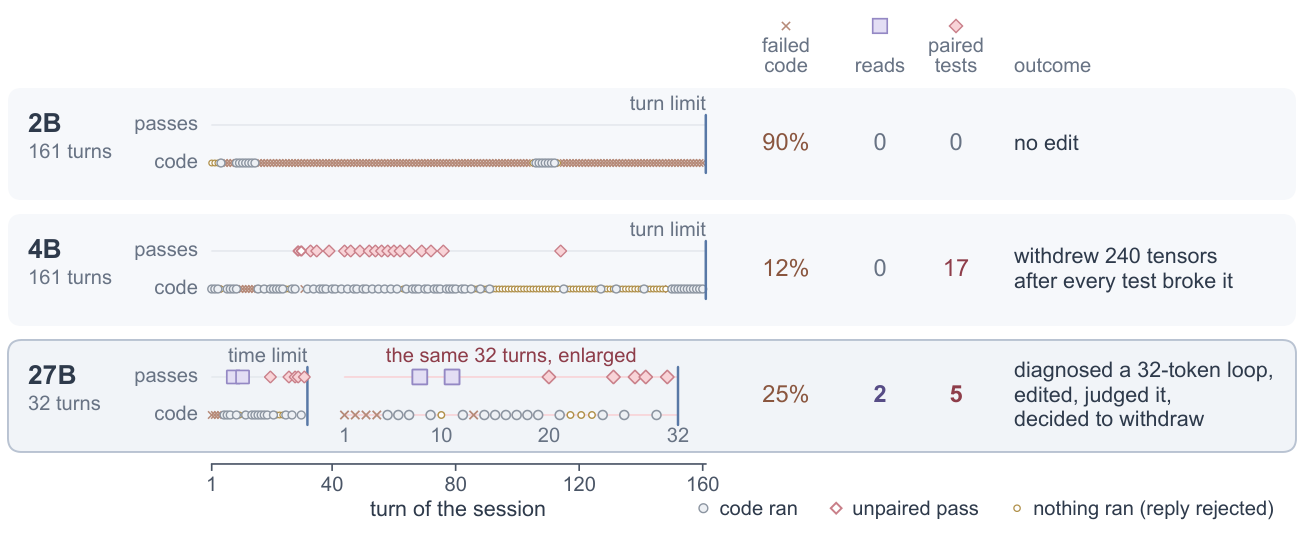 failed code
reads
paired tests
outcome
2B
161 turns
passes
code
turn limit
90%
0
0
no edit
4B
161 turns
passes
code
turn limit
12%
0
17
withdrew 240 tensors
after every test broke it
27B
32 turns
passes
code
time limit
the same 32 turns, enlarged
1 10 20 32
25%
2
5
diagnosed a 32-token loop,
edited, judged it,
decided to withdraw
1 40 80 120 160
turn of the session
code ran
unpaired pass
nothing ran (reply rejected)